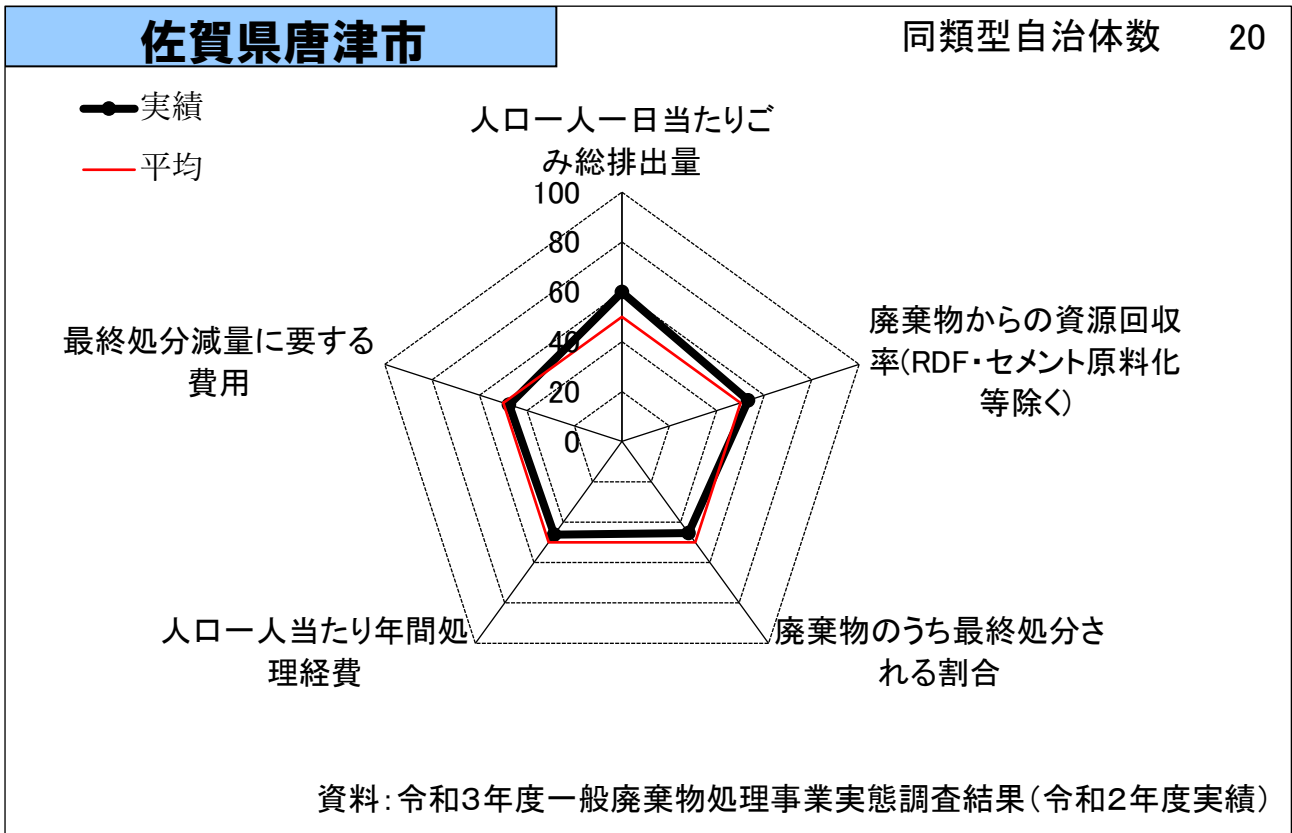 佐賀県唐津市
同類型自治体数 20
実績
平均
人口一人一日当たりご
み総排出量
100
80
60
40
20
0
廃棄物からの資源回収
率(RDF・セメント原料化
等除く)
最終処分減量に要する
費用
人口一人当たり年間処
理経費
廃棄物のうち最終処分さ
れる割合
資料:令和3年度一般廃棄物処理事業実態調査結果(令和2年度実績)